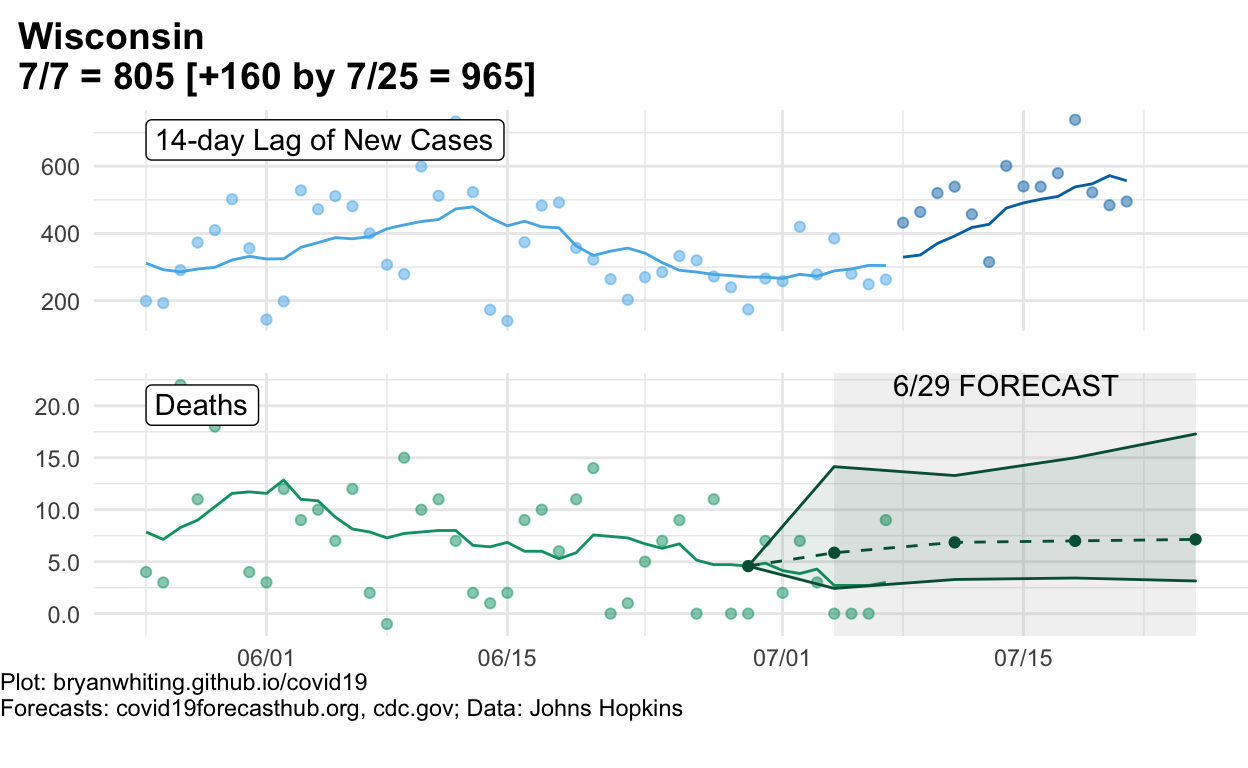 Wisconsin
7/7 = 805 [+160 by 7/25 = 965]
14-day Lag of New Cases
600
400
200
6/29 FORECAST
Deaths
20.0
15.0
10.0
5.0
0.0
06/01 06/15 07/01 07/15
Plot: bryanwhiting.github.io/covid19
Forecasts: covid19forecasthub.org, cdc.gov; Data: Johns Hopkins